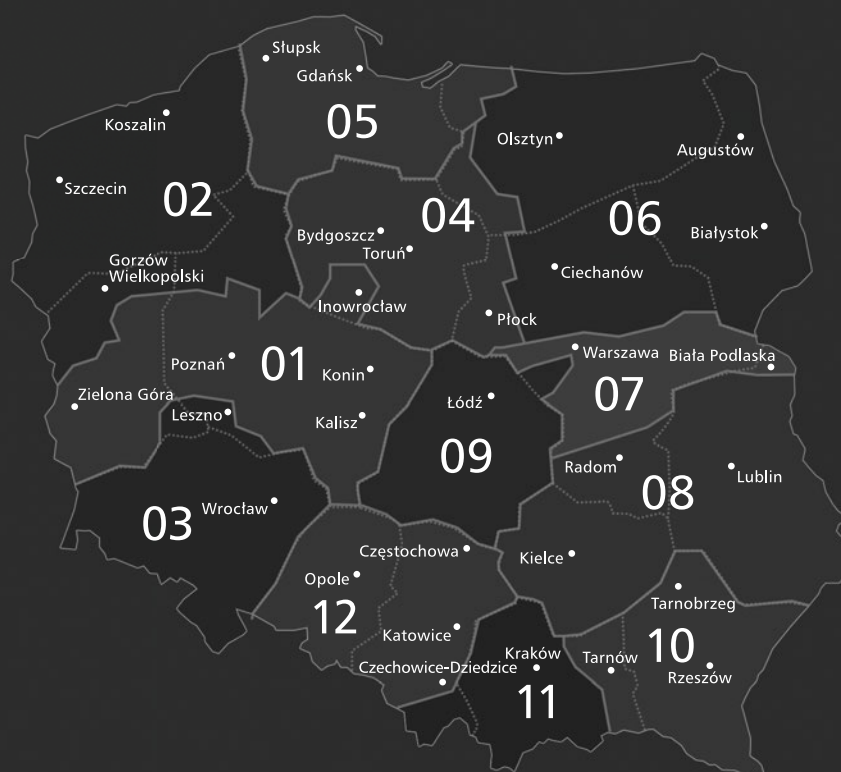 Słupsk
Gdańsk
05
Koszalin
Olsztyn
Augustów
Szczecin
02
04
06
Bydgoszcz
Toruń
Białystok
Gorzów
Wielkopolski
Ciechanów
Inowrocław
Płock
Poznań
01
Konin
Warszawa
Biała Podlaska
07
Zielona Góra
Leszno
Kalisz
Łódź
09
Radom
08
Lublin
03
Wrocław
Częstochowa
Kielce
Opole
12
Tarnobrzeg
Katowice
Kraków
Tarnów
10
Rzeszów
Czechowice-Dziedzice
11